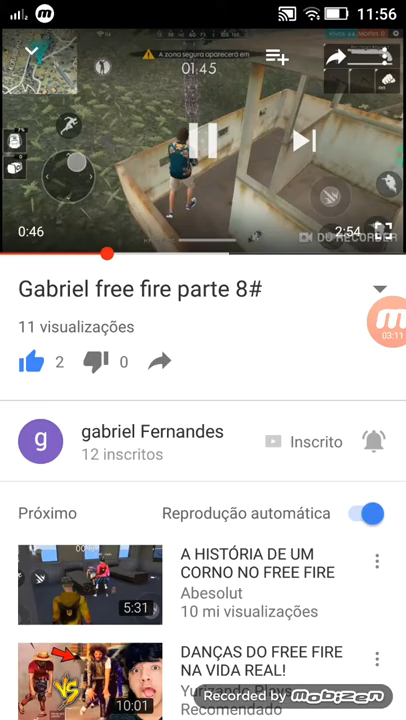 11:56
A zona segura aparecerá em
01:45
0:46
2:54
DU RECORDER
Gabriel free fire parte 8#
11 visualizações
03:11
2
0
g
gabriel Fernandes
12 inscritos
Inscrito
Próximo
Reprodução automática
A HISTÓRIA DE UM
CORNO NO FREE FIRE
Abesolut
10 mi visualizações
5:31
DANÇAS DO FREE FIRE
NA VIDA REAL!
Yurizando Plays
Recomendado
VS
10:01
Recorded by mobizen